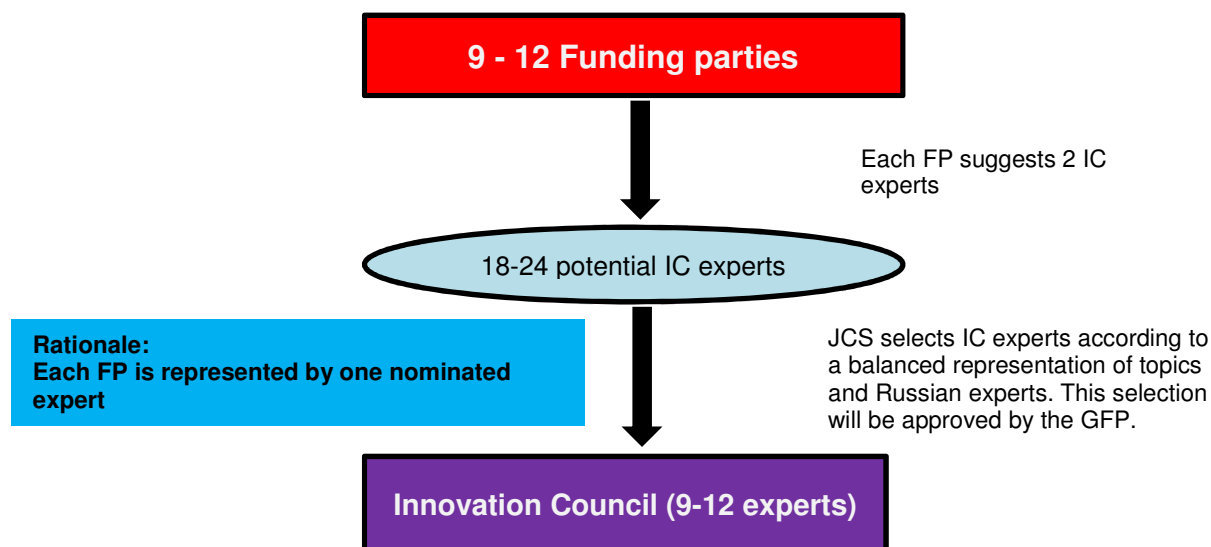 9 - 12 Funding parties
Each FP suggests 2 IC
experts
18-24 potential IC experts
Rationale:
Each FP is represented by one nominated
expert
JCS selects IC experts according to
a balanced representation of topics
and Russian experts. This selection
will be approved by the GFP.
Innovation Council (9-12 experts)